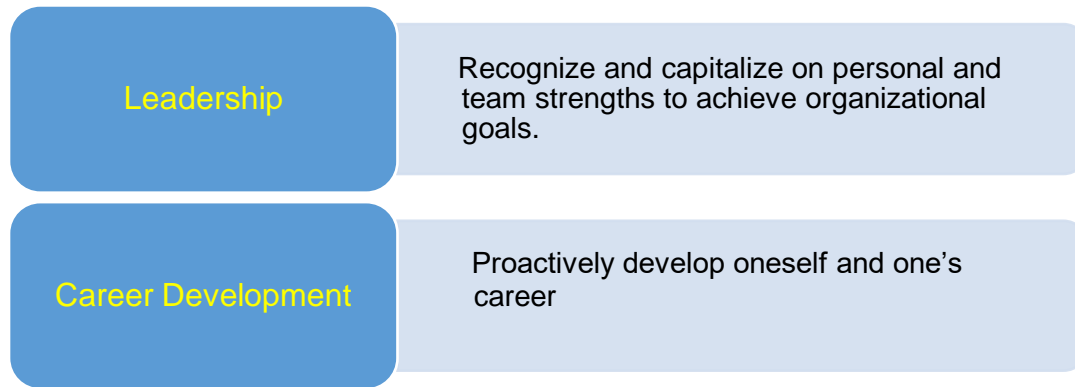 Leadership
Recognize and capitalize on personal and
team strengths to achieve organizational
goals.
Career Development
Proactively develop oneself and one’s
career